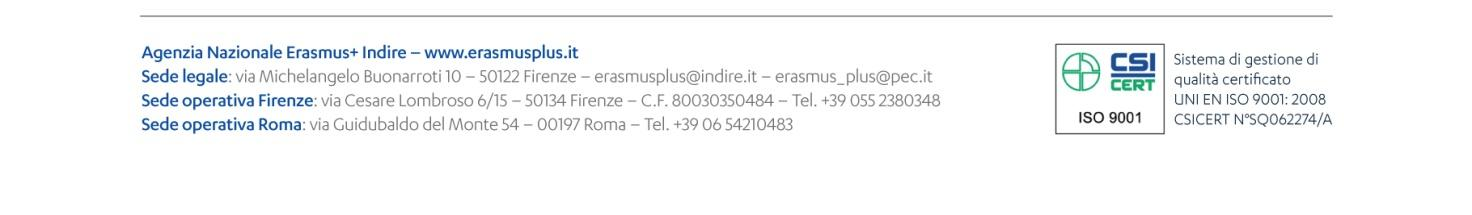 Agenzia Nazionale Erasmus+ Indire – www.erasmusplus.it
Sede legale: via Michelangelo Buonarroti 10 – 50122 Firenze – erasmusplus@indire.it – erasmus_plus@pec.it
Sede operativa Firenze: via Cesare Lombroso 6/15 – 50134 Firenze – C.F. 80030350484 – Tel. +39 055 2380348
Sede operativa Roma: via Guidubaldo del Monte 54 – 00197 Roma – Tel. +39 06 54210483
CSI
CERT
ISO 9001
Sistema di gestione di
qualità certificato
UNI EN ISO 9001: 2008
CSICERT N°SQ062274/A